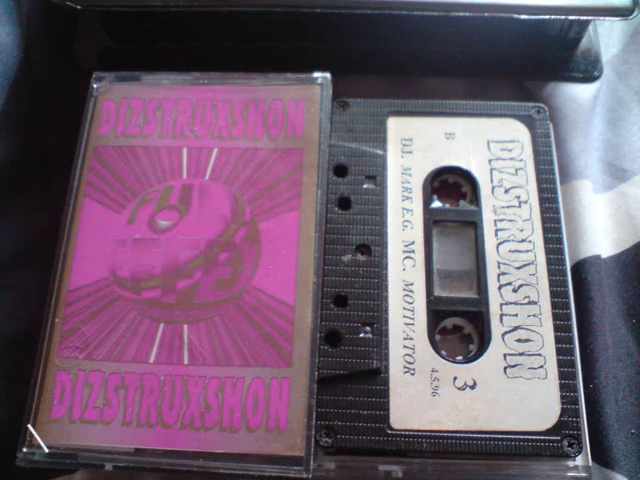 DIZSTRUXSHON
DIZSTRUXSHON
DIZSTRUXSHON
B
DJ. MARK E.G. MC. MOTIVATOR
3
4.5.96